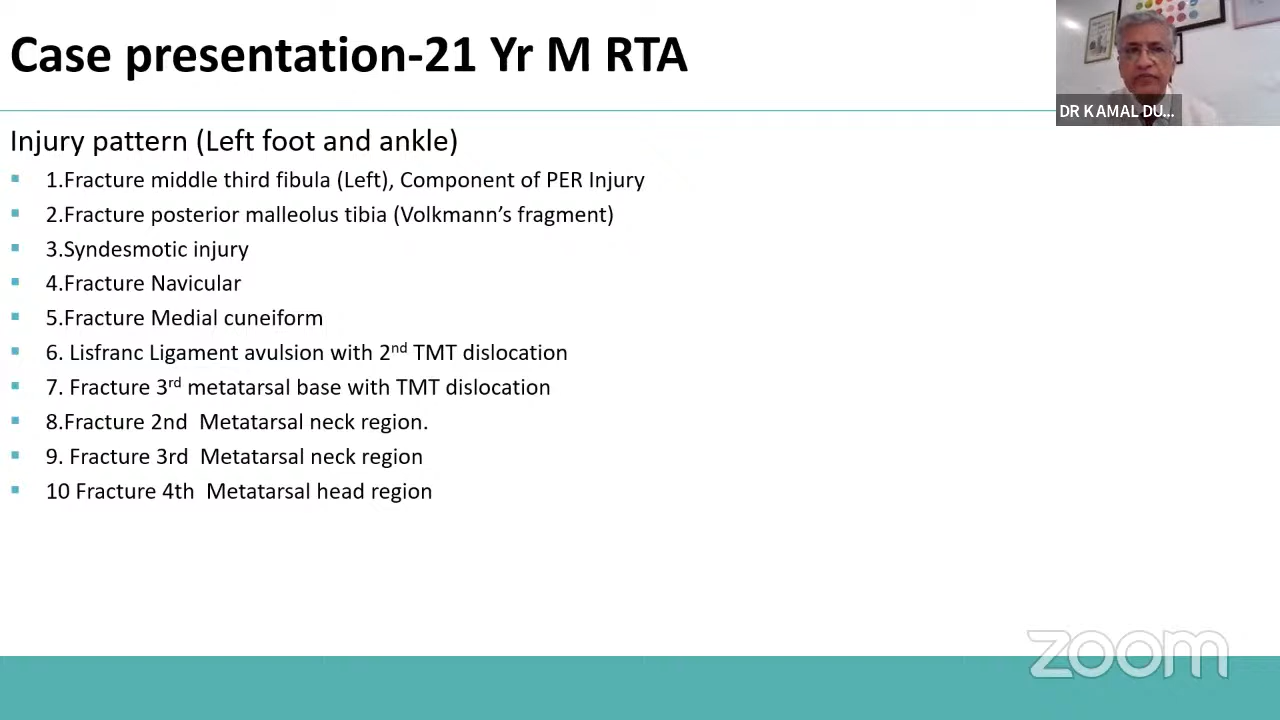 Case presentation-21 Yr M RTA
DR KAMAL DU...
Injury pattern (Left foot and ankle)
1.Fracture middle third fibula (Left), Component of PER Injury
2.Fracture posterior malleolus tibia (Volkmann’s fragment)
3.Syndesmotic injury
4.Fracture Navicular
5.Fracture Medial cuneiform
6. Lisfranc Ligament avulsion with 2nd TMT dislocation
7. Fracture 3rd metatarsal base with TMT dislocation
8.Fracture 2nd  Metatarsal neck region.
9. Fracture 3rd  Metatarsal neck region
10 Fracture 4th  Metatarsal head region
zoom